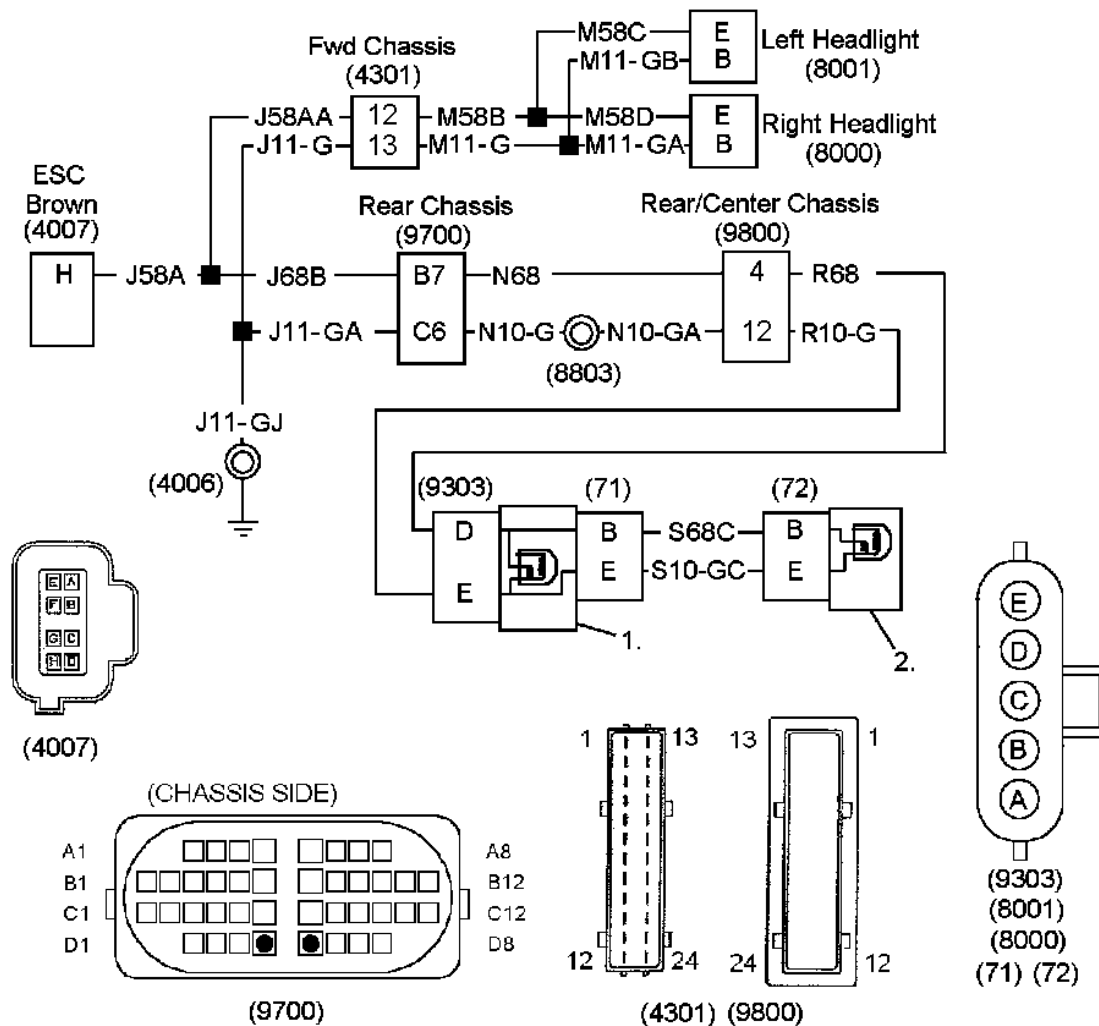 M58C
E
Left Headlight
(8001)
M11-GB
B
Fwd Chassis
(4301)
J58AA
12
M58B
M58D
E
Right Headlight
(8000)
J11-G
13
M11-G
M11-GA
B
ESC
Brown
(4007)
Rear Chassis
(9700)
Rear/Center Chassis
(9800)
H
J58A
J68B
B7
N68
4
R68
J11-GA
C6
N10-G
N10-GA
12
R10-G
(8803)
J11-GJ
(4006)
(9303)
(71)
(72)
D
B
S68C
B
E
E
S10-GC
E
1.
2.
E A
F B
G C
H D
(4007)
E
D
C
B
A
(9303)
(8001)
(8000)
(71) (72)
(CHASSIS SIDE)
A1
A8
B1
B12
C1
C12
D1
D8
(9700)
1
13
12
24
13
1
24
12
(4301) (9800)